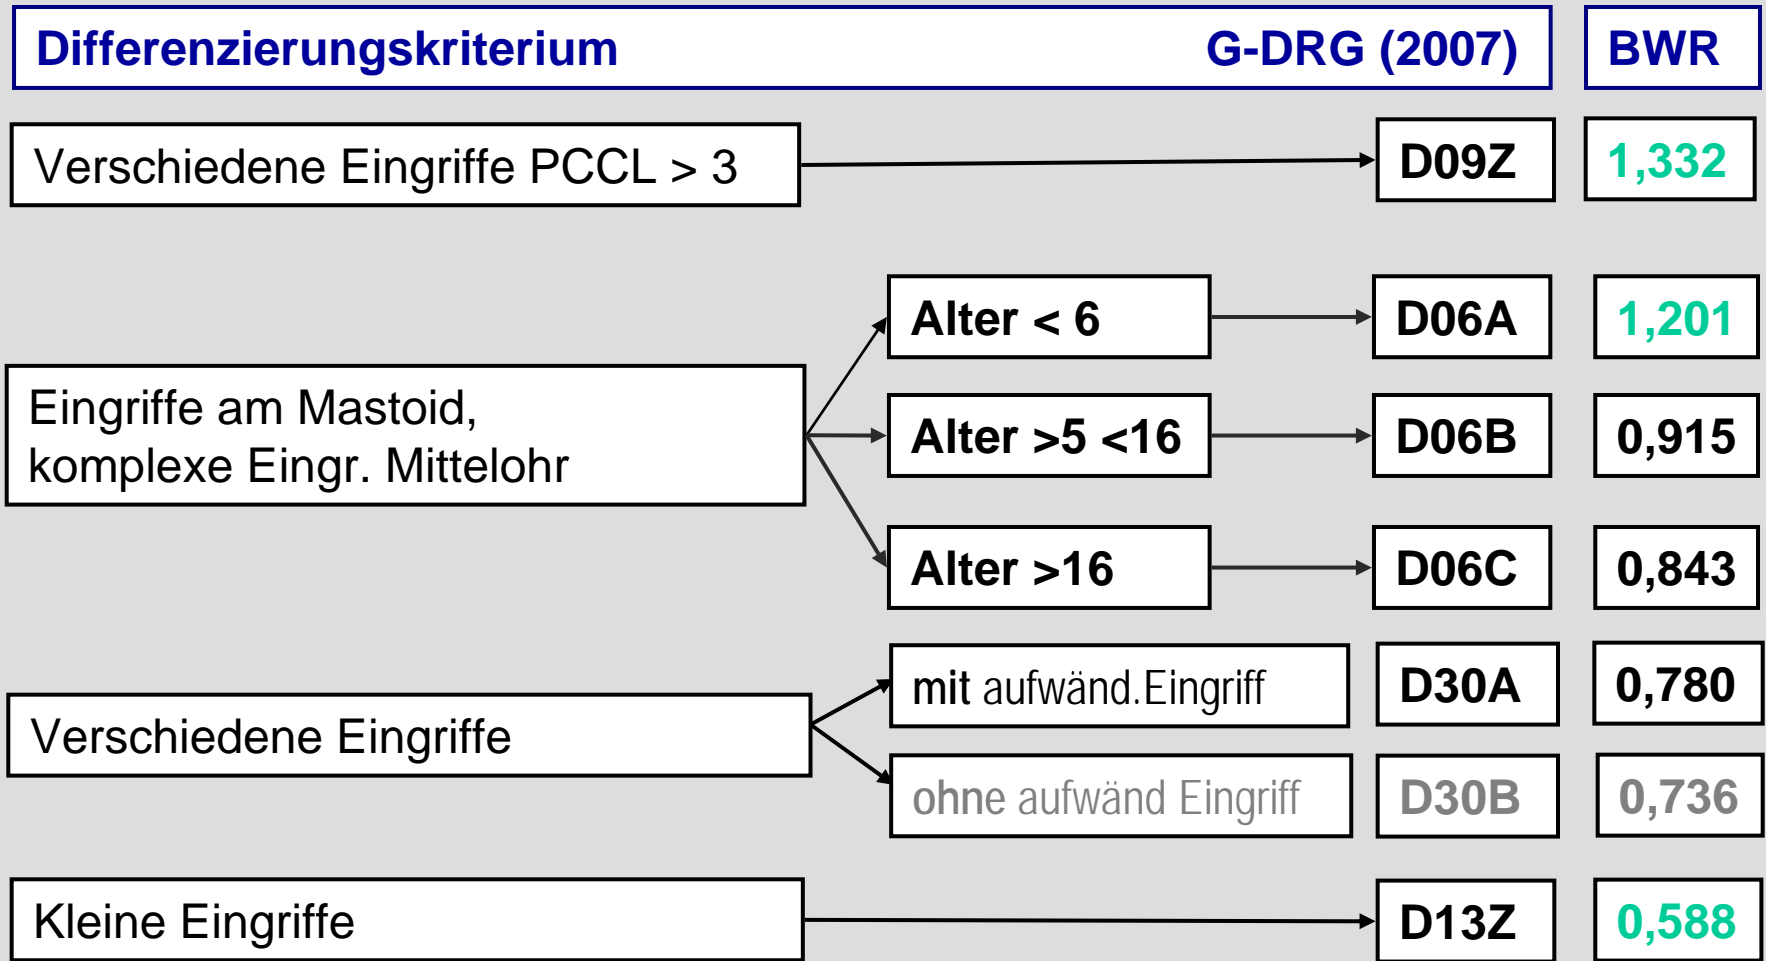 Differenzierungskriterium G-DRG (2007) BWR
Verschiedene Eingriffe PCCL > 3 D09Z 1,332
Alter < 6 D06A 1,201
Eingriffe am Mastoid,
komplexe Eingr. Mittelohr
Alter >5 <16 D06B 0,915
Alter >16 D06C 0,843
Verschiedene Eingriffe
mit aufwänd.Eingriff D30A 0,780
ohne aufwänd Eingriff D30B 0,736
Kleine Eingriffe D13Z 0,588